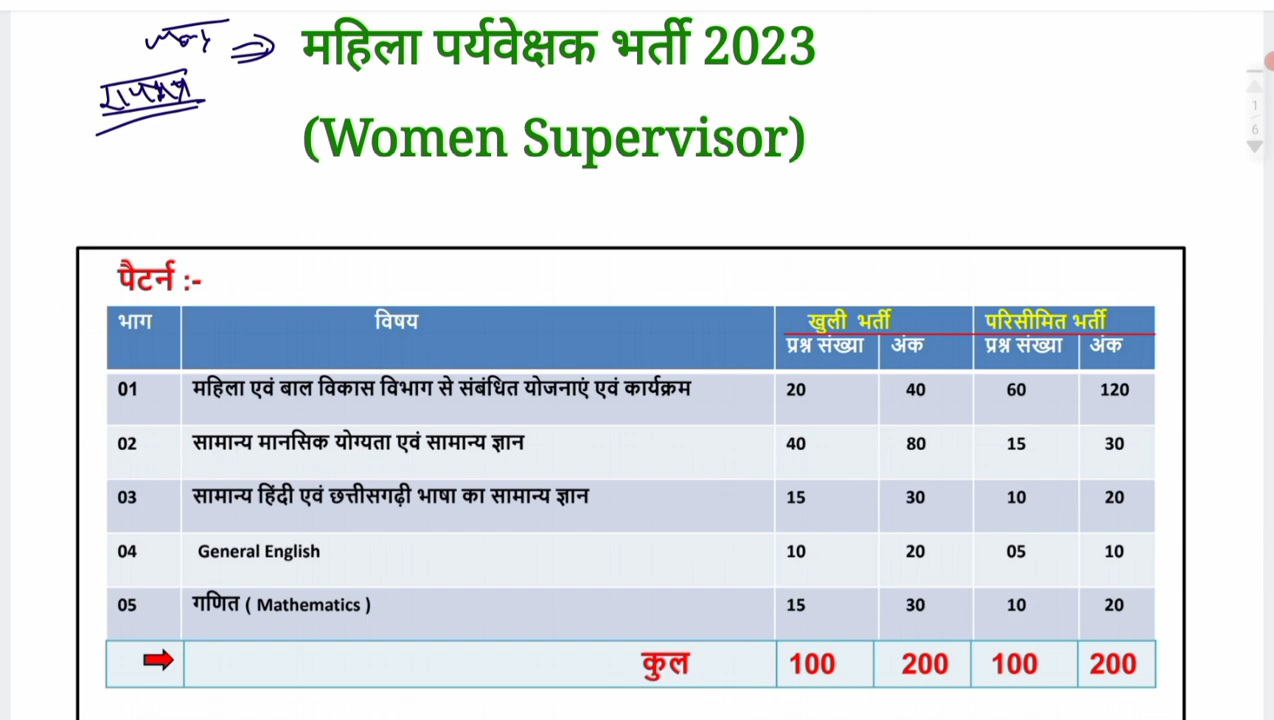 महिला पर्यवेक्षक भर्ती 2023
(Women Supervisor)
1
6
पैटर्न :-
भाग विषय खुली भर्ती परिसीमित भर्ती
प्रश्न संख्या अंक प्रश्न संख्या अंक
01 महिला एवं बाल विकास विभाग से संबंधित योजनाएं एवं कार्यक्रम 20 40 60 120
02 सामान्य मानसिक योग्यता एवं सामान्य ज्ञान 40 80 15 30
03 सामान्य हिंदी एवं छत्तीसगढ़ी भाषा का सामान्य ज्ञान 15 30 10 20
04 General English 10 20 05 10
05 गणित ( Mathematics ) 15 30 10 20
कुल 100 200 100 200